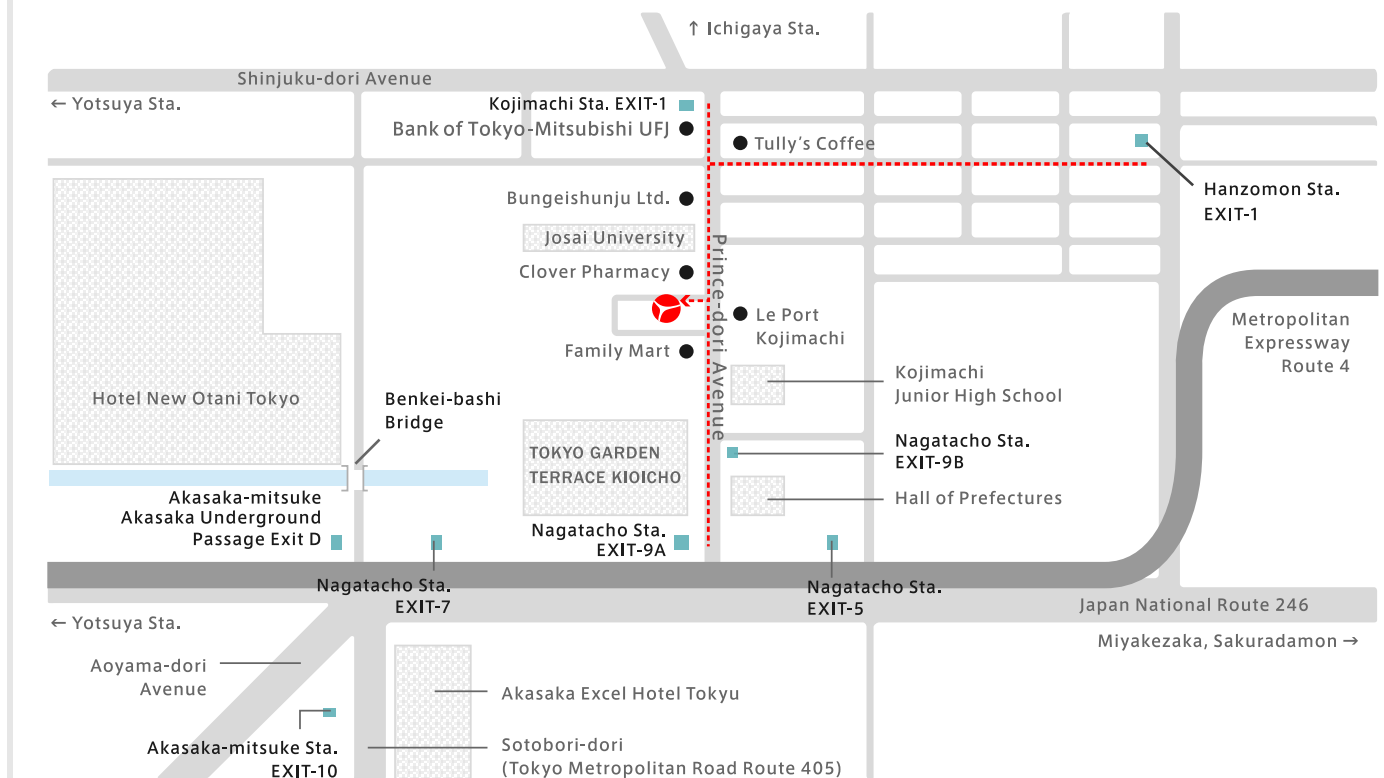 ↑ Ichigaya Sta.
Shinjuku-dori Avenue
← Yotsuya Sta.
Kojimachi Sta. EXIT-1
Bank of Tokyo-Mitsubishi UFJ
Tully's Coffee
Hanzomon Sta.
EXIT-1
Bungeishunju Ltd.
Josai University
Clover Pharmacy
Prince-dori Avenue
Le Port
Kojimachi
Family Mart
Metropolitan
Expressway
Route 4
Kojimachi
Junior High School
Hotel New Otani Tokyo
Benkei-bashi
Bridge
TOKYO GARDEN
TERRACE KIOICHO
Nagatacho Sta.
EXIT-9B
Hall of Prefectures
Akasaka-mitsuke
Akasaka Underground
Passage Exit D
Nagatacho Sta.
EXIT-9A
Nagatacho Sta.
EXIT-7
Nagatacho Sta.
EXIT-5
Japan National Route 246
← Yotsuya Sta.
Miyakezaka, Sakuradamon →
Aoyama-dori
Avenue
Akasaka Excel Hotel Tokyu
Akasaka-mitsuke Sta.
EXIT-10
Sotobori-dori
(Tokyo Metropolitan Road Route 405)